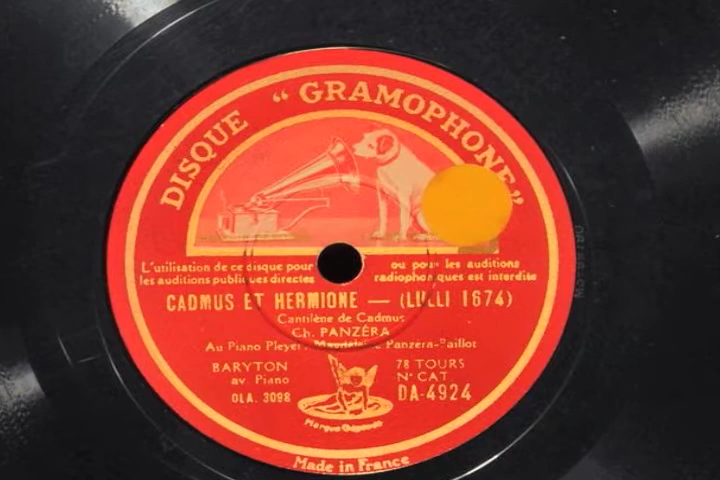 DISQUE "GRAMOPHONE"
L'utilisation de ce disque pour ou pour les auditions
les auditions publiques directes radiophoniques est interdite
CADMUS ET HERMIONE — (LULLI 1674)
Cantilène de Cadmus
Ch. PANZÉRA
Au Piano Pleyel: Panzéra-Baillot
BARYTON 78 TOURS
av. Piano N° CAT.
OLA. 3098 DA-4924
Marque Déposée
Made in France